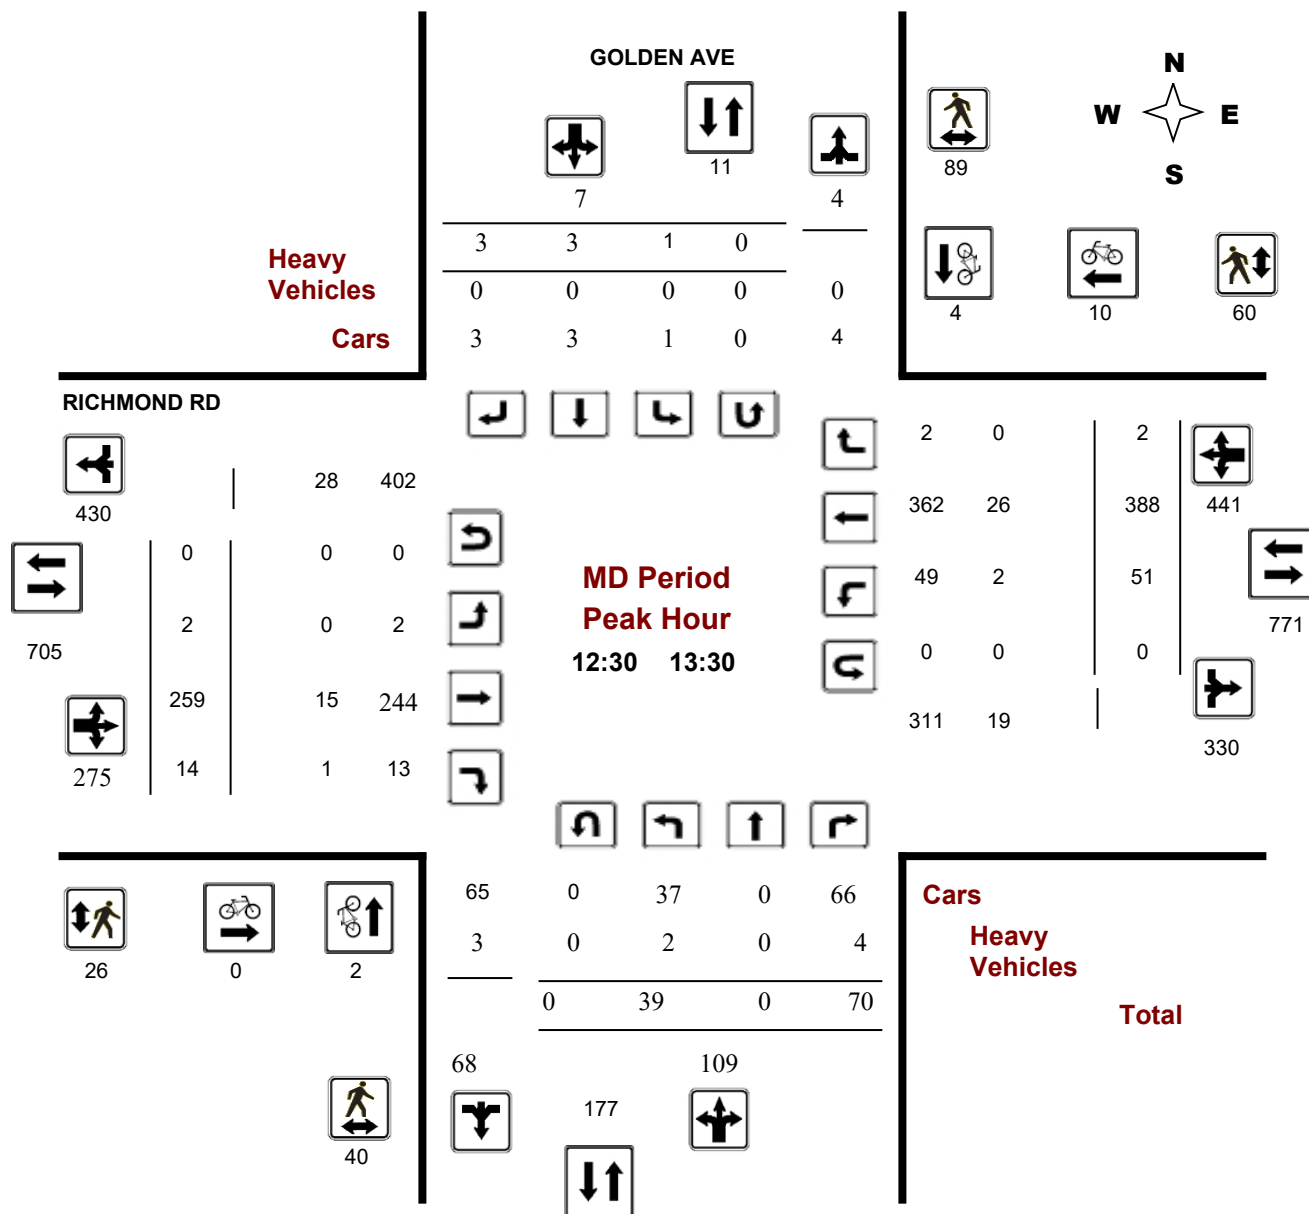 GOLDEN AVE
N
W E
S
11
89
7 4
3 3 1 0
Heavy
Vehicles
0 0 0 0 0
4 10 60
Cars
3 3 1 0 4
RICHMOND RD
2 0 2
28 402
430
362 26 388 441
0 0 0
MD Period
49 2 51
Peak Hour
2 0 2
771
705
12:30 13:30
0 0 0
259 15 244
311 19
330
275
14 1 13
65 0 37 0 66
Cars
3 0 2 0 4
Heavy
Vehicles
26 0 2
0 39 0 70
Total
68 109
177
40